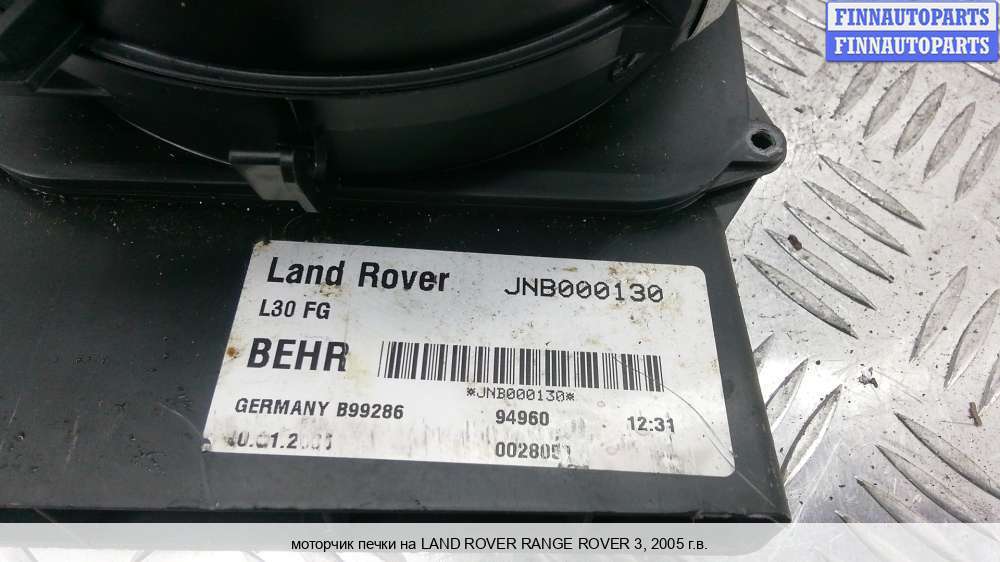 FINNAUTOPARTS
FINNAUTOPARTS
Land Rover JNB000130
L30 FG
BEHR
*JNB000130*
GERMANY B99286 94960 12:31
моторчик печки на LAND ROVER RANGE ROVER 3, 2005 г.в.